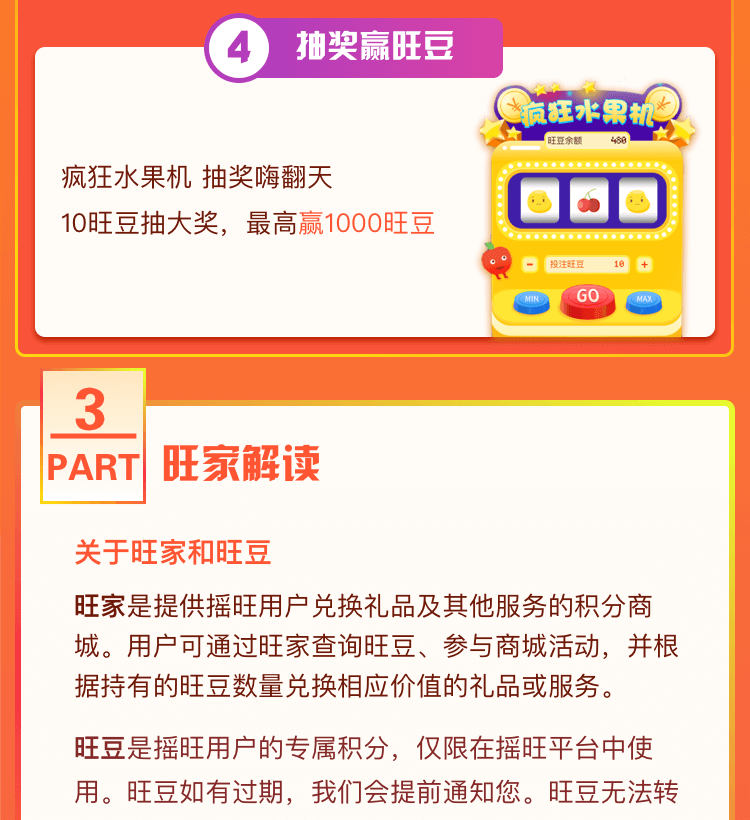 4 抽奖赢旺豆
疯狂水果机
旺豆余额 480
疯狂水果机 抽奖嗨翻天
10旺豆抽大奖，最高赢1000旺豆
- 投注旺豆 10 +
MIN GO MAX
3
PART 旺家解读
关于旺家和旺豆
旺家是提供摇旺用户兑换礼品及其他服务的积分商
城。用户可通过旺家查询旺豆、参与商城活动，并根
据持有的旺豆数量兑换相应价值的礼品或服务。
旺豆是摇旺用户的专属积分，仅限在摇旺平台中使
用。旺豆如有过期，我们会提前通知您。旺豆无法转